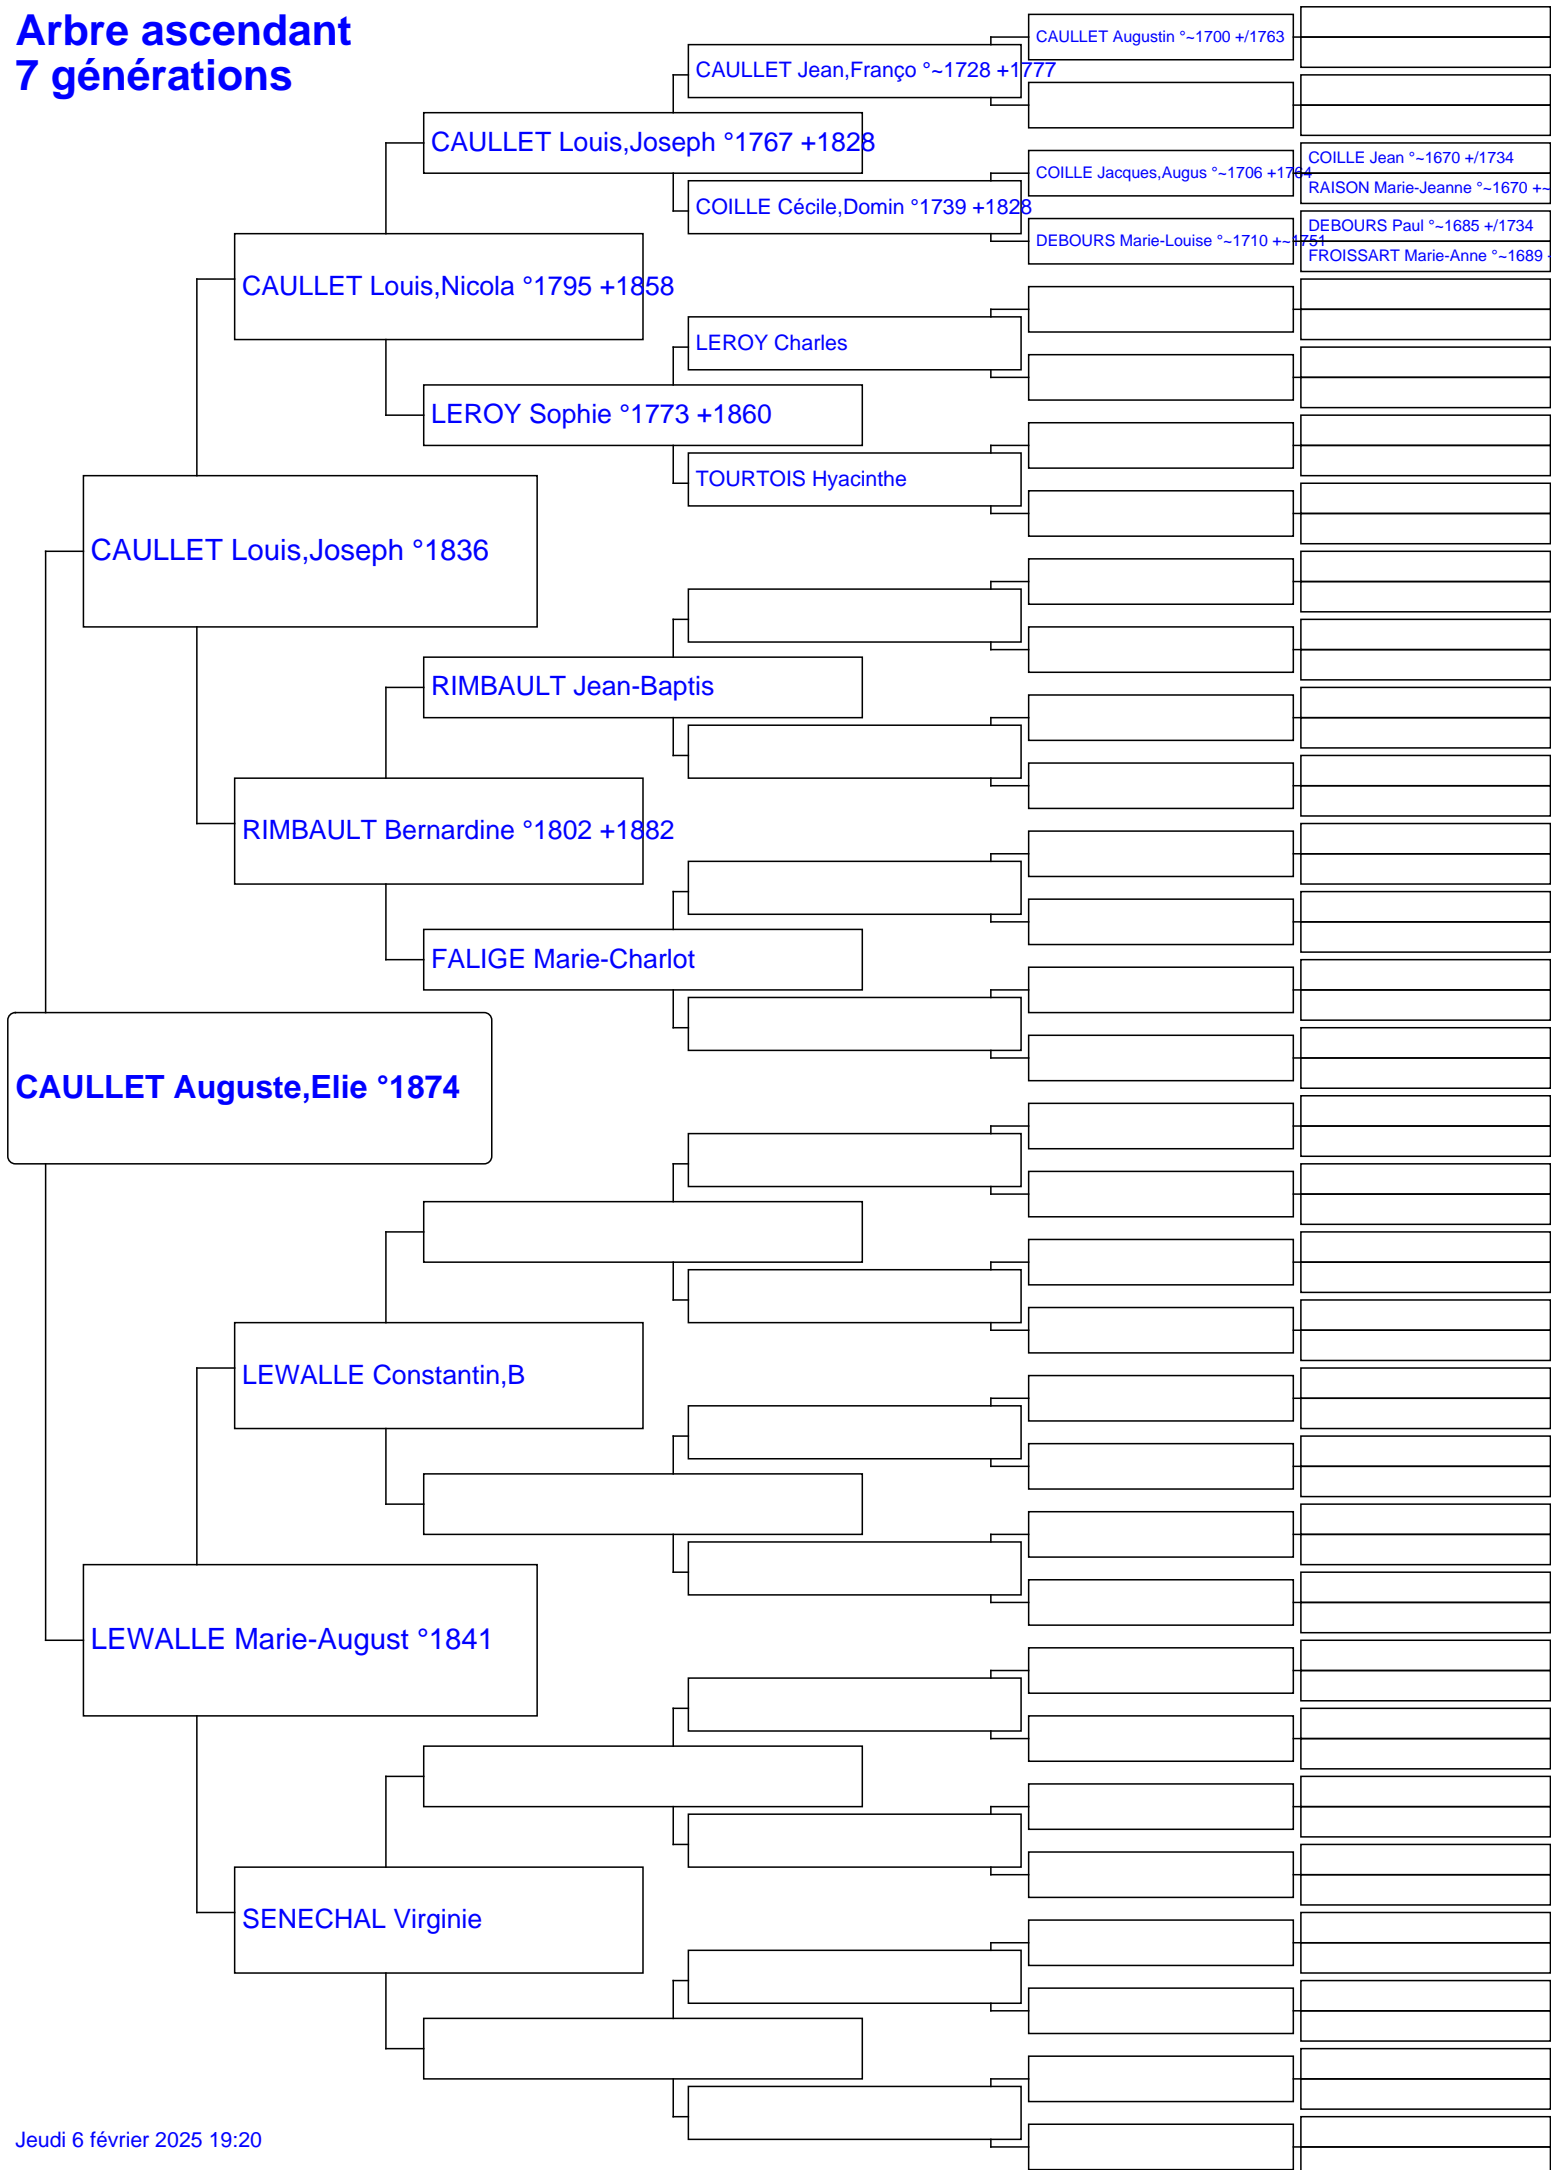 Arbre ascendant
7 générations
CAULLET Augustin °~1700 +/1763
CAULLET Jean,Franço °~1728 +1777
CAULLET Louis,Joseph °1767 +1828
COILLE Jean °~1670 +/1734
COILLE Jacques,Augus °~1706 +1764
RAISON Marie-Jeanne °~1670 +~
COILLE Cécile,Domin °1739 +1828
DEBOURS Paul °~1685 +/1734
DEBOURS Marie-Louise °~1710 +~1751
FROISSART Marie-Anne °~1689
CAULLET Louis,Nicola °1795 +1858
LEROY Charles
LEROY Sophie °1773 +1860
TOURTOIS Hyacinthe
CAULLET Louis,Joseph °1836
RIMBAULT Jean-Baptis
RIMBAULT Bernardine °1802 +1882
FALIGE Marie-Charlot
CAULLET Auguste,Elie °1874
LEWALLE Constantin,B
LEWALLE Marie-August °1841
SENECHAL Virginie
Jeudi 6 février 2025 19:20